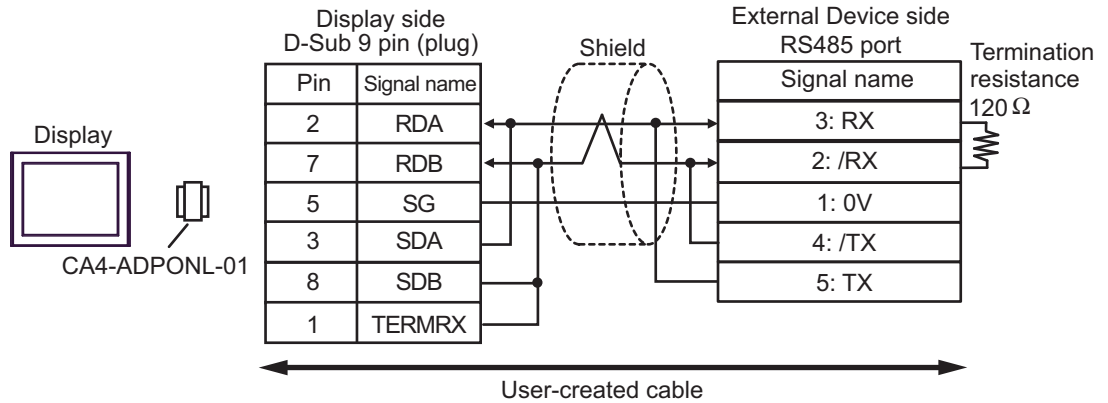 Display
CA4-ADPONL-01
Display side
D-Sub 9 pin (plug)
Pin Signal name
2 RDA
7 RDB
5 SG
3 SDA
8 SDB
1 TERMRX
Shield
External Device side
RS485 port
Signal name
3: RX
2: /RX
1: 0V
4: /TX
5: TX
Termination
resistance
120 Ω
User-created cable